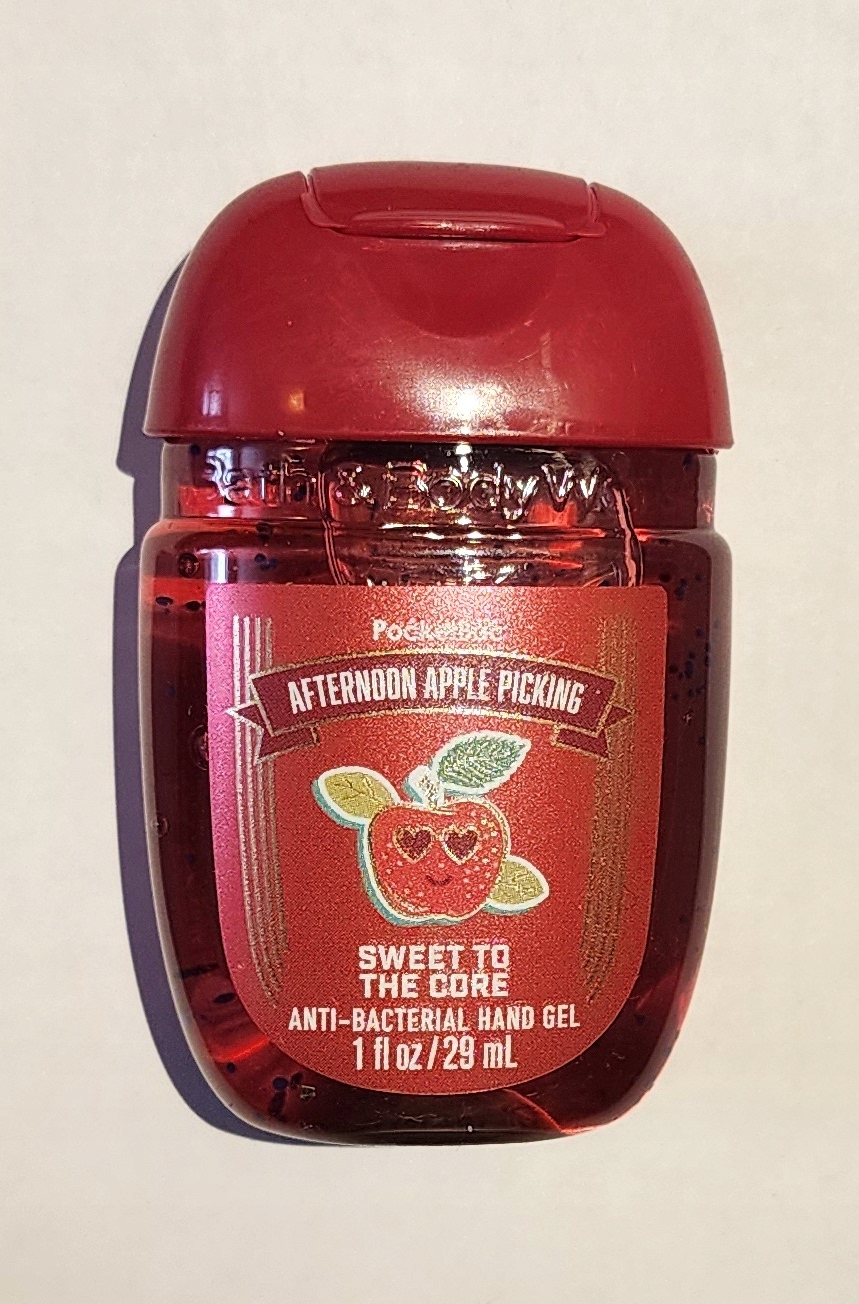 Bath & Body Wo
PocketBac
AFTERNOON APPLE PICKING
SWEET TO
THE CORE
ANTI-BACTERIAL HAND GEL
1 fl oz / 29 mL